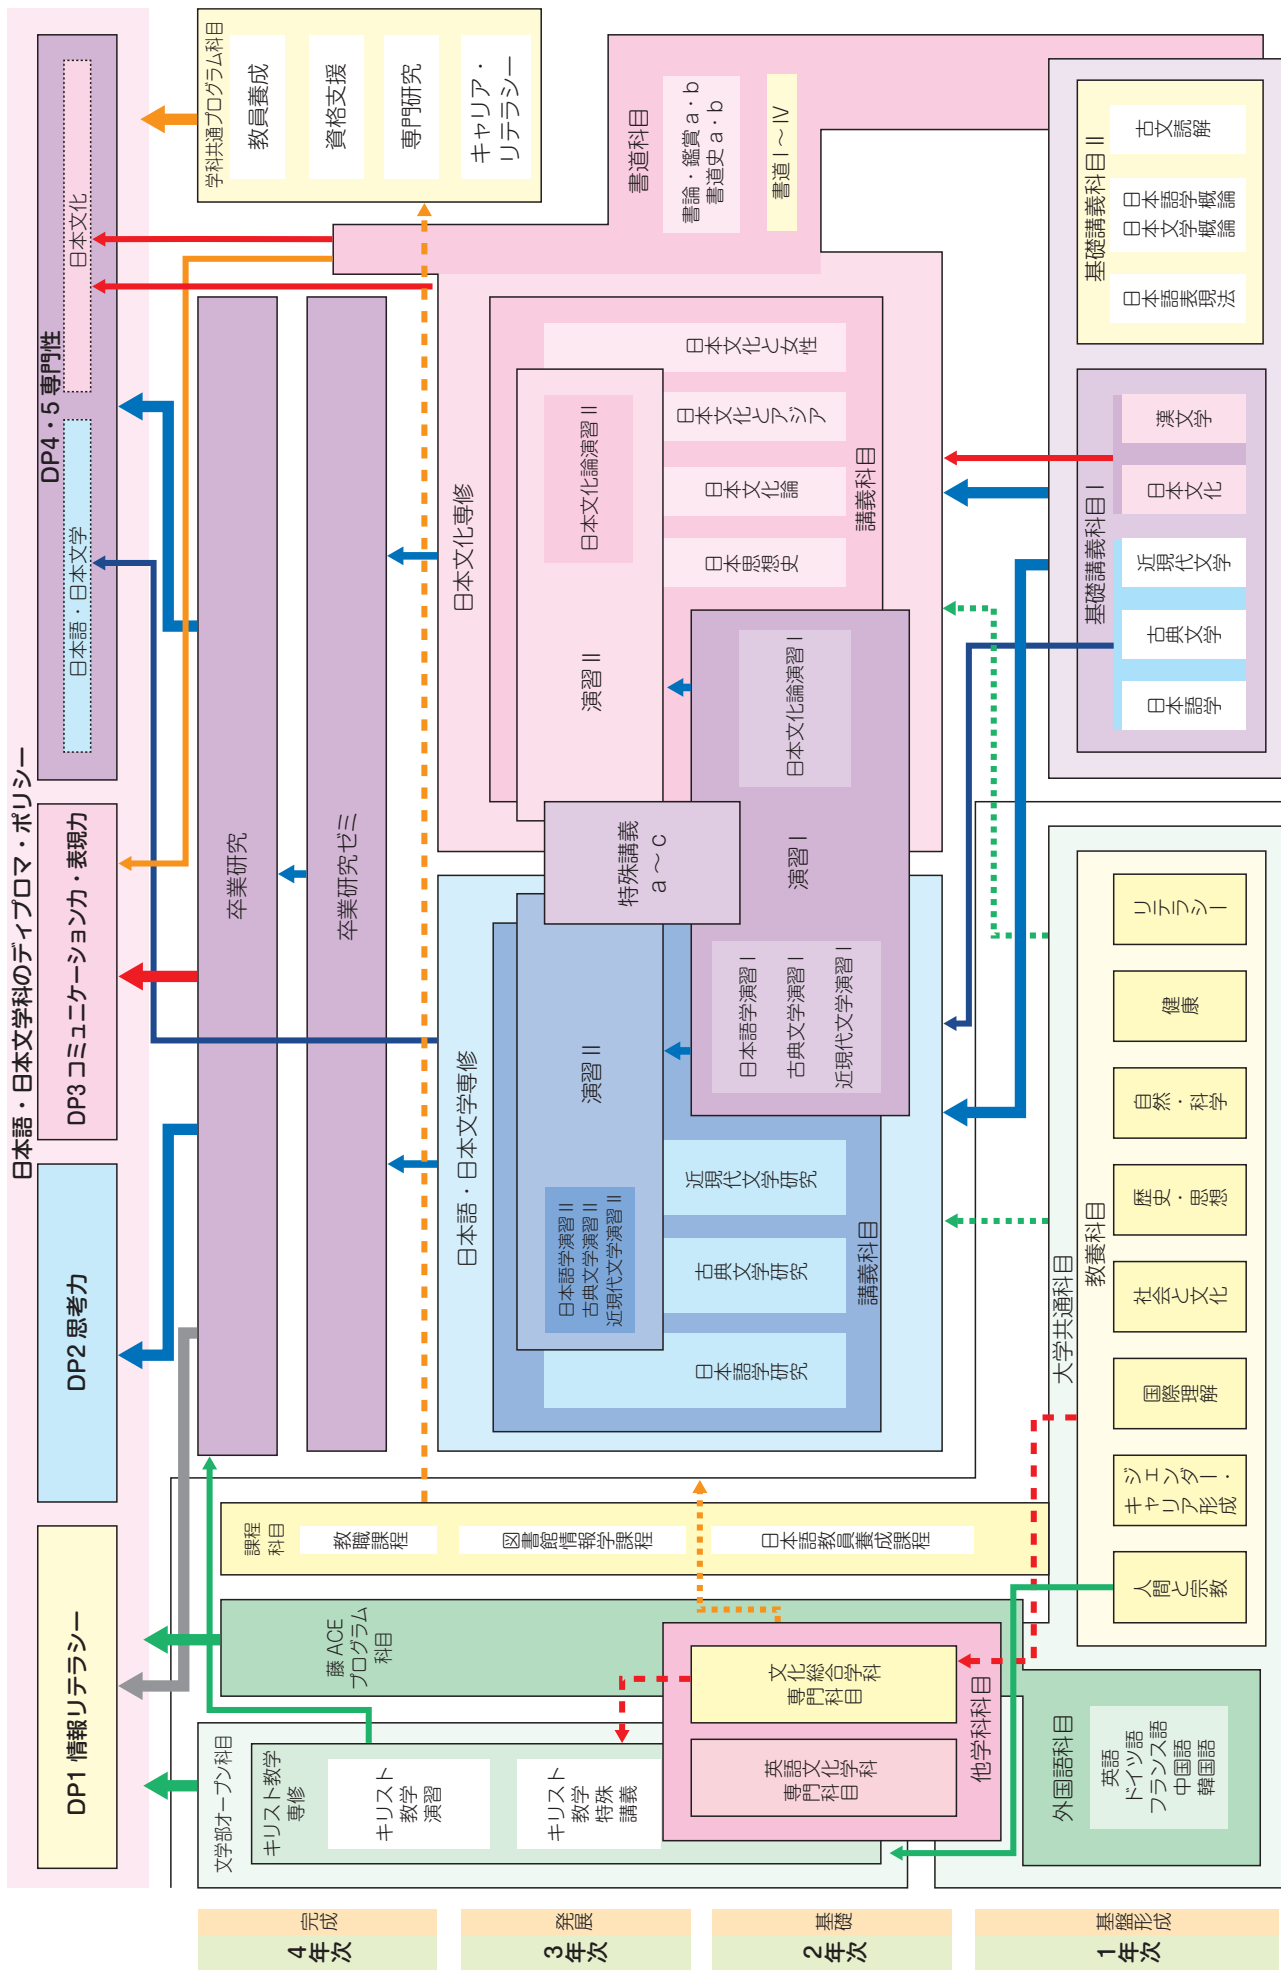 日本語・日本文学科のディプロマ・ポリシー
DP1 情報リテラシー
DP2 思考力
DP3 コミュニケーション力・表現力
DP4・5 専門性
日本語・日本文学
日本文化
4年次
完成
3年次
発展
2年次
基礎
1年次
基盤形成
文学部オープン科目
キリスト教学
専修
キリスト
教学
演習
キリスト
教学
特殊
講義
藤 ACE
プログラム
科目
課程
科目
教職課程
図書館情報学課程
日本語教員養成課程
他学科科目
英語文化学科
専門科目
文化総合学科
専門科目
卒業研究
卒業研究ゼミ
日本語・日本文学専修
演習 II
日本語学演習 II
古典文学演習 II
近現代文学演習 II
日本語学研究
古典文学研究
近現代文学研究
講義科目
特殊講義
a～c
演習 I
日本語学演習 I
古典文学演習 I
近現代文学演習 I
日本文化論演習 I
日本文化専修
演習 II
日本文化論演習 II
日本思想史
日本文化論
日本文化とアジア
日本文化と女性
講義科目
学科共通プログラム科目
教員養成
資格支援
専門研究
キャリア・
リテラシー
書道科目
書論・鑑賞 a・b
書道史 a・b
書道 I～IV
外国語科目
英語
ドイツ語
フランス語
中国語
韓国語
大学共通科目
教養科目
人間と
宗教
ジェンダー・
キャリア形成
国際理解
社会と文化
歴史・思想
自然・科学
健康
リテラシー
基礎講義科目 I
日本語学
古典文学
近現代文学
日本文化
漢文学
基礎講義科目 II
日本語表現法
日本文学概論
日本語学概論
古文読解